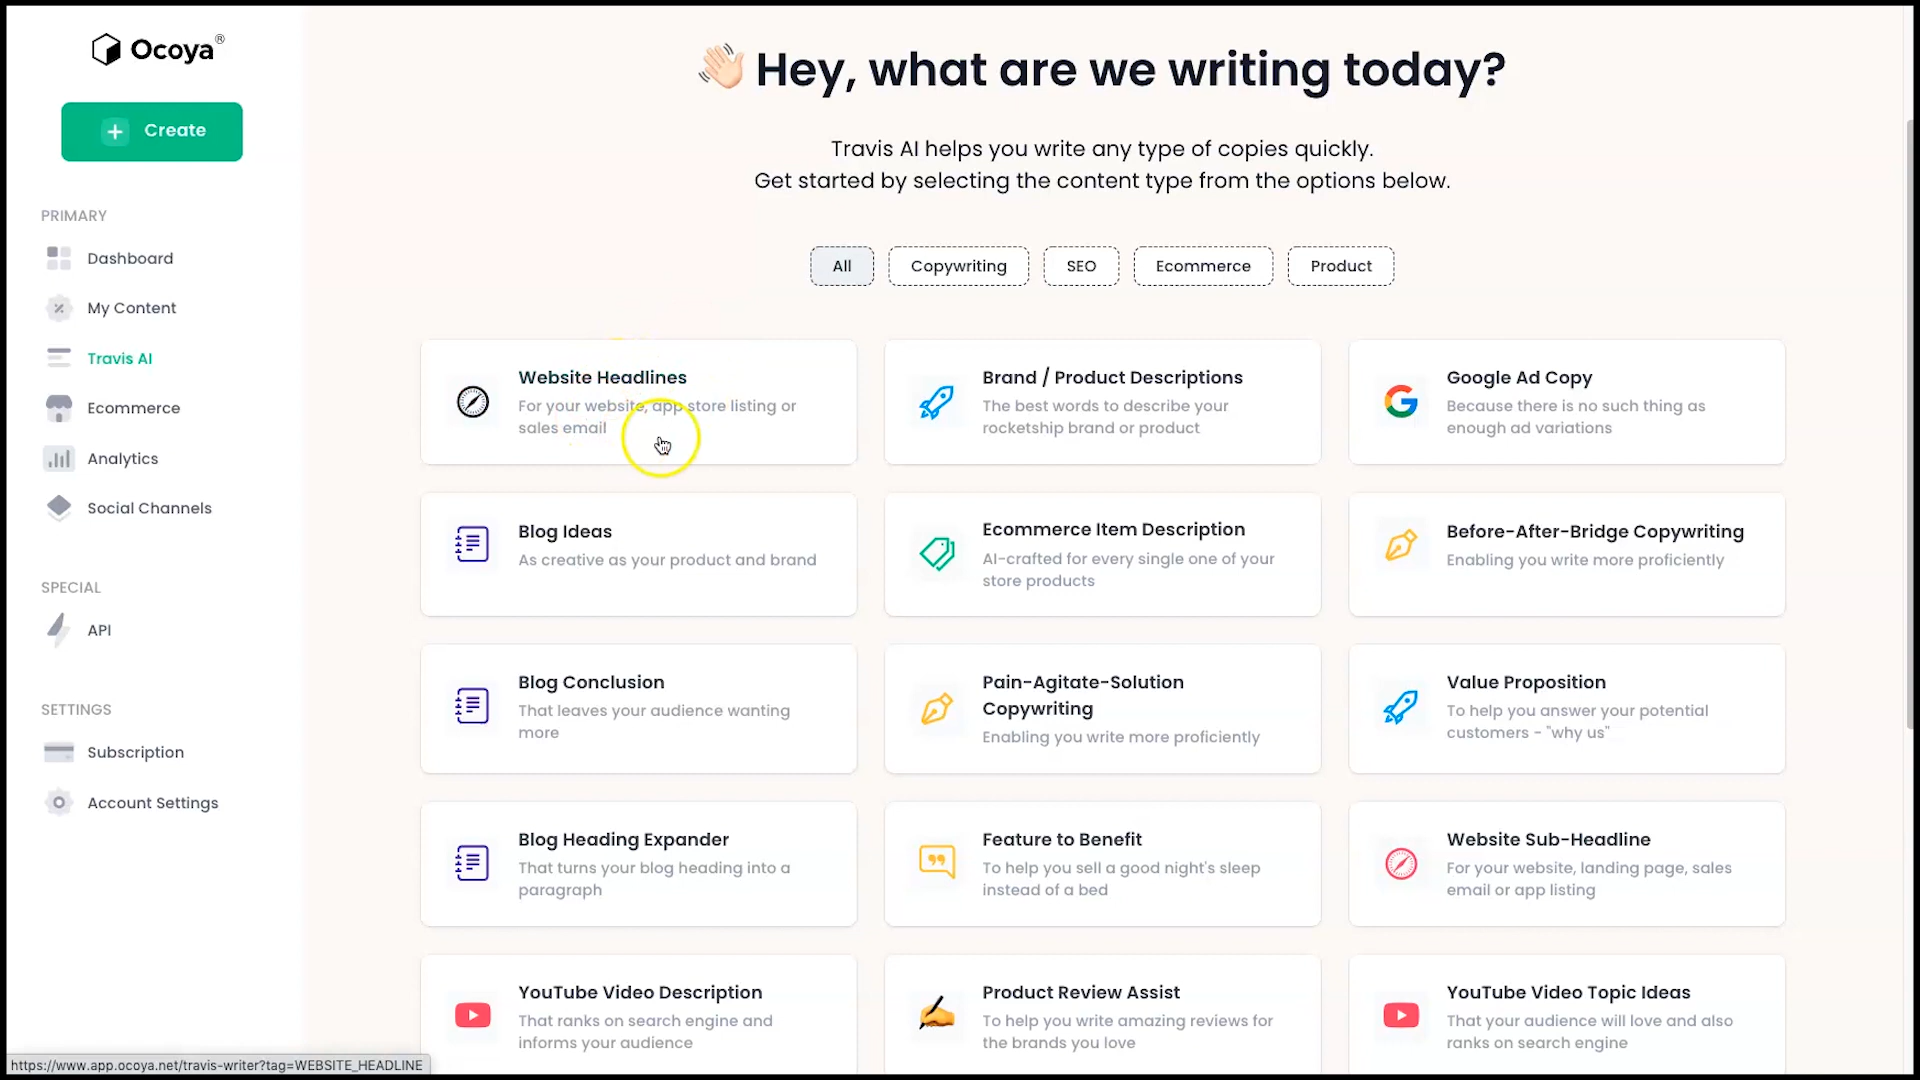 Ocoya®
Create
PRIMARY
Dashboard
My Content
Travis AI
Ecommerce
Analytics
Social Channels
SPECIAL
API
SETTINGS
Subscription
Account Settings
Hey, what are we writing today?
Travis AI helps you write any type of copies quickly.
Get started by selecting the content type from the options below.
All
Copywriting
SEO
Ecommerce
Product
Website Headlines
For your website, app store listing or
sales email
Brand / Product Descriptions
The best words to describe your
rocketship brand or product
Google Ad Copy
Because there is no such thing as
enough ad variations
Blog Ideas
As creative as your product and brand
Ecommerce Item Description
AI-crafted for every single one of your
store products
Before-After-Bridge Copywriting
Enabling you write more proficiently
Blog Conclusion
That leaves your audience wanting
more
Pain-Agitate-Solution
Copywriting
Enabling you write more proficiently
Value Proposition
To help you answer your potential
customers - "why us"
Blog Heading Expander
That turns your blog heading into a
paragraph
Feature to Benefit
To help you sell a good night's sleep
instead of a bed
Website Sub-Headline
For your website, landing page, sales
email or app listing
YouTube Video Description
That ranks on search engine and
informs your audience
Product Review Assist
To help you write amazing reviews for
the brands you love
YouTube Video Topic Ideas
That your audience will love and also
ranks on search engine
https://www.app.ocoya.net/travis-writer?tag=WEBSITE_HEADLINE